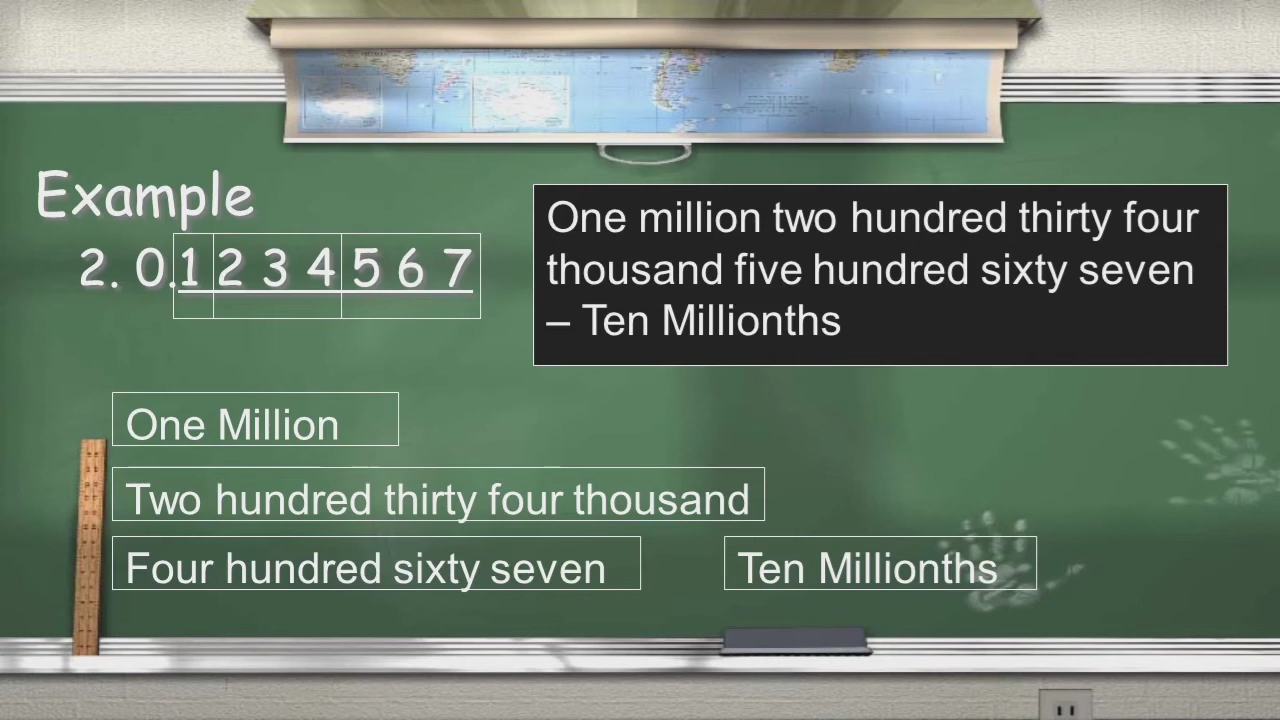 Example
2. 0.1 2 3 4 5 6 7
One million two hundred thirty four
thousand five hundred sixty seven
– Ten Millionths
One Million
Two hundred thirty four thousand
Four hundred sixty seven
Ten Millionths